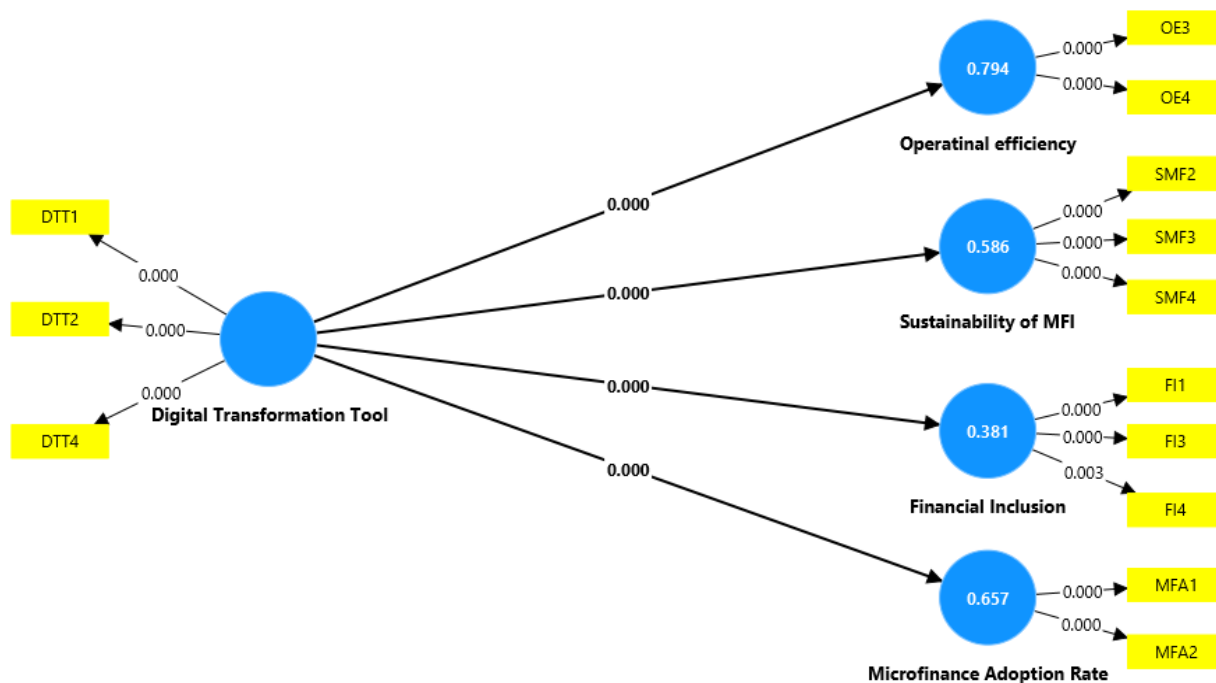 DTT1
DTT2
DTT4
0.000
0.000
0.000
Digital Transformation Tool
0.000
0.000
0.000
0.000
0.794
Operatinal efficiency
0.000
0.000
OE3
OE4
0.586
Sustainability of MFI
0.000
0.000
0.000
SMF2
SMF3
SMF4
0.381
Financial Inclusion
0.000
0.000
0.003
FI1
FI3
FI4
0.657
Microfinance Adoption Rate
0.000
0.000
MFA1
MFA2